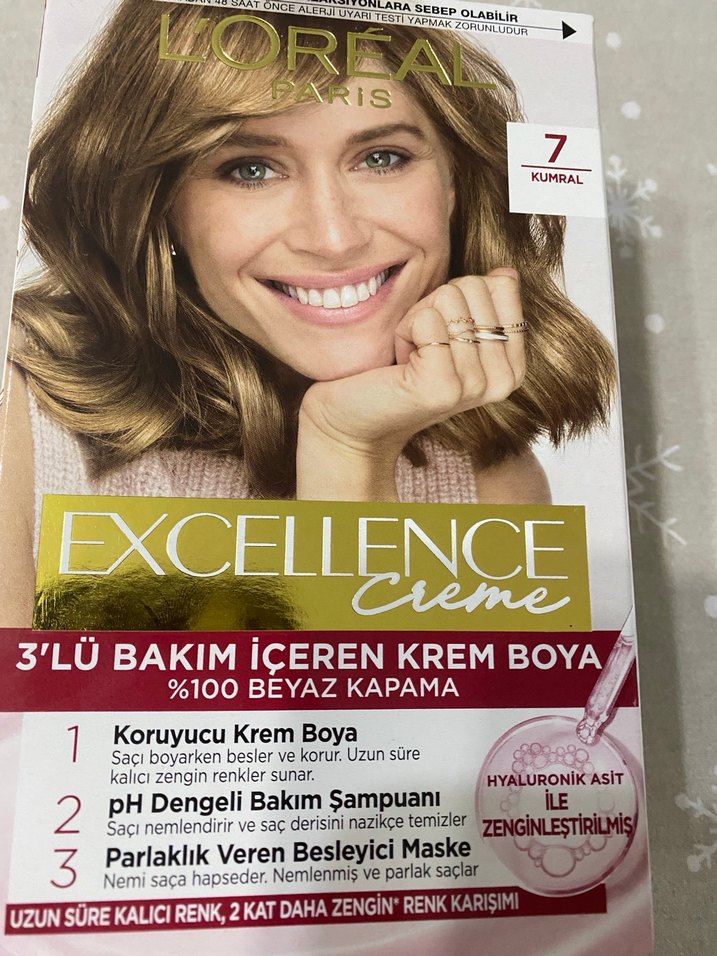 SEBEP OLABİLİR
48 SAAT ÖNCE ALERJİ UYARI TESTİ YAPMAK ZORUNLUDUR
L'ORÉAL
PARIS
7
KUMRAL
EXCELLENCE
Creme
3'LÜ BAKIM İÇEREN KREM BOYA
%100 BEYAZ KAPAMA
1 Koruyucu Krem Boya
Saçı boyarken besler ve korur. Uzun süre
kalıcı zengin renkler sunar.
2 pH Dengeli Bakım Şampuanı
Saçı nemlendirir ve saç derisini nazikçe temizler
3 Parlaklık Veren Besleyici Maske
Nemi saça hapseder. Nemlenmiş ve parlak saçlar
HYALURONİK ASİT
İLE
ZENGİNLEŞTİRİLMİŞ
UZUN SÜRE KALICI RENK, 2 KAT DAHA ZENGİN* RENK KARIŞIMI